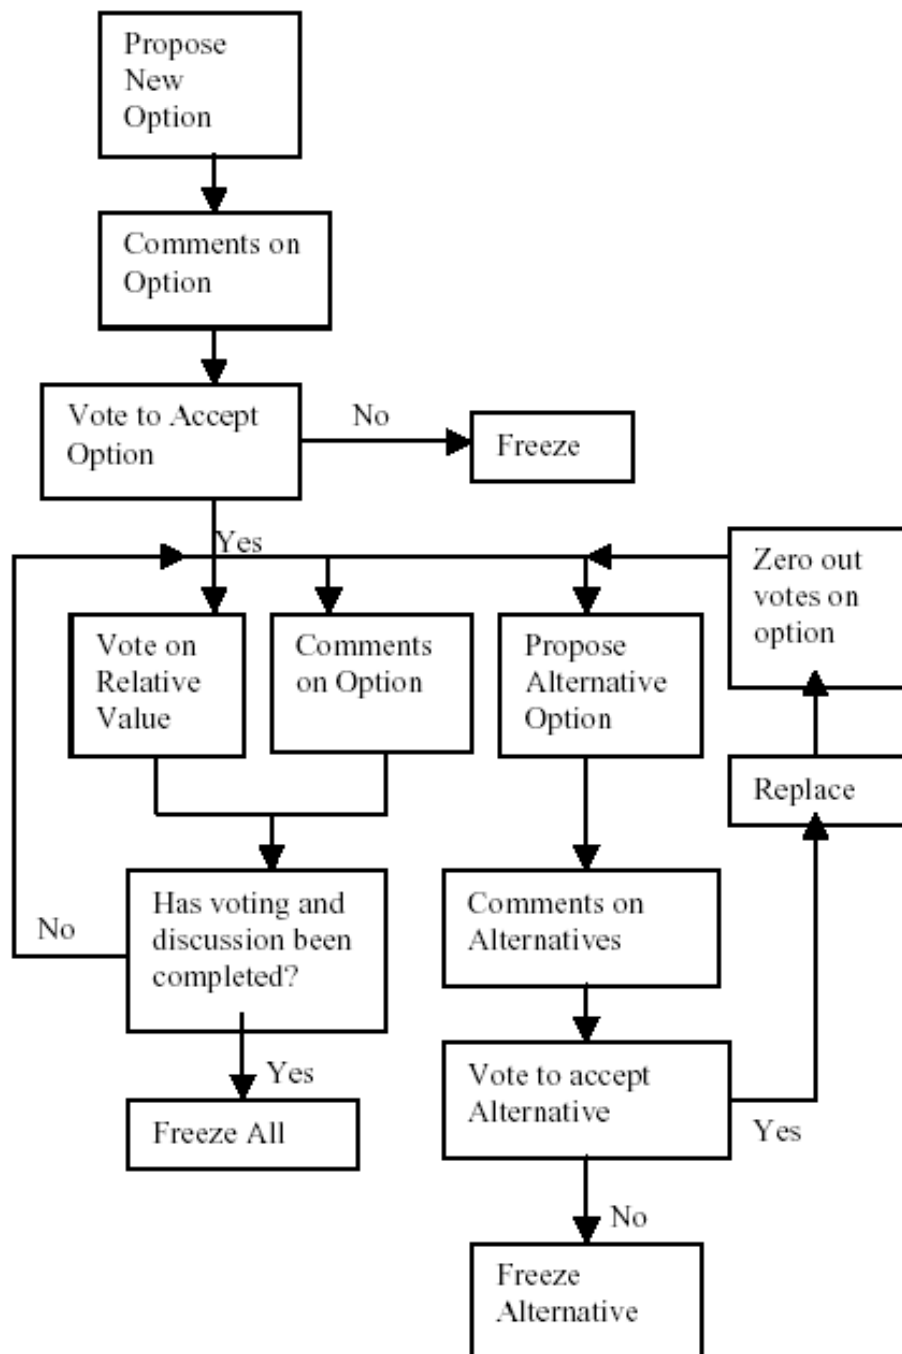 Propose
New
Option
Comments on
Option
Vote to Accept
Option
No
Freeze
Yes
Zero out
votes on
option
Vote on
Relative
Value
Comments
on Option
Propose
Alternative
Option
Replace
No
Has voting and
discussion been
completed?
Comments on
Alternatives
Yes
Freeze All
Vote to accept
Alternative
Yes
No
Freeze
Alternative